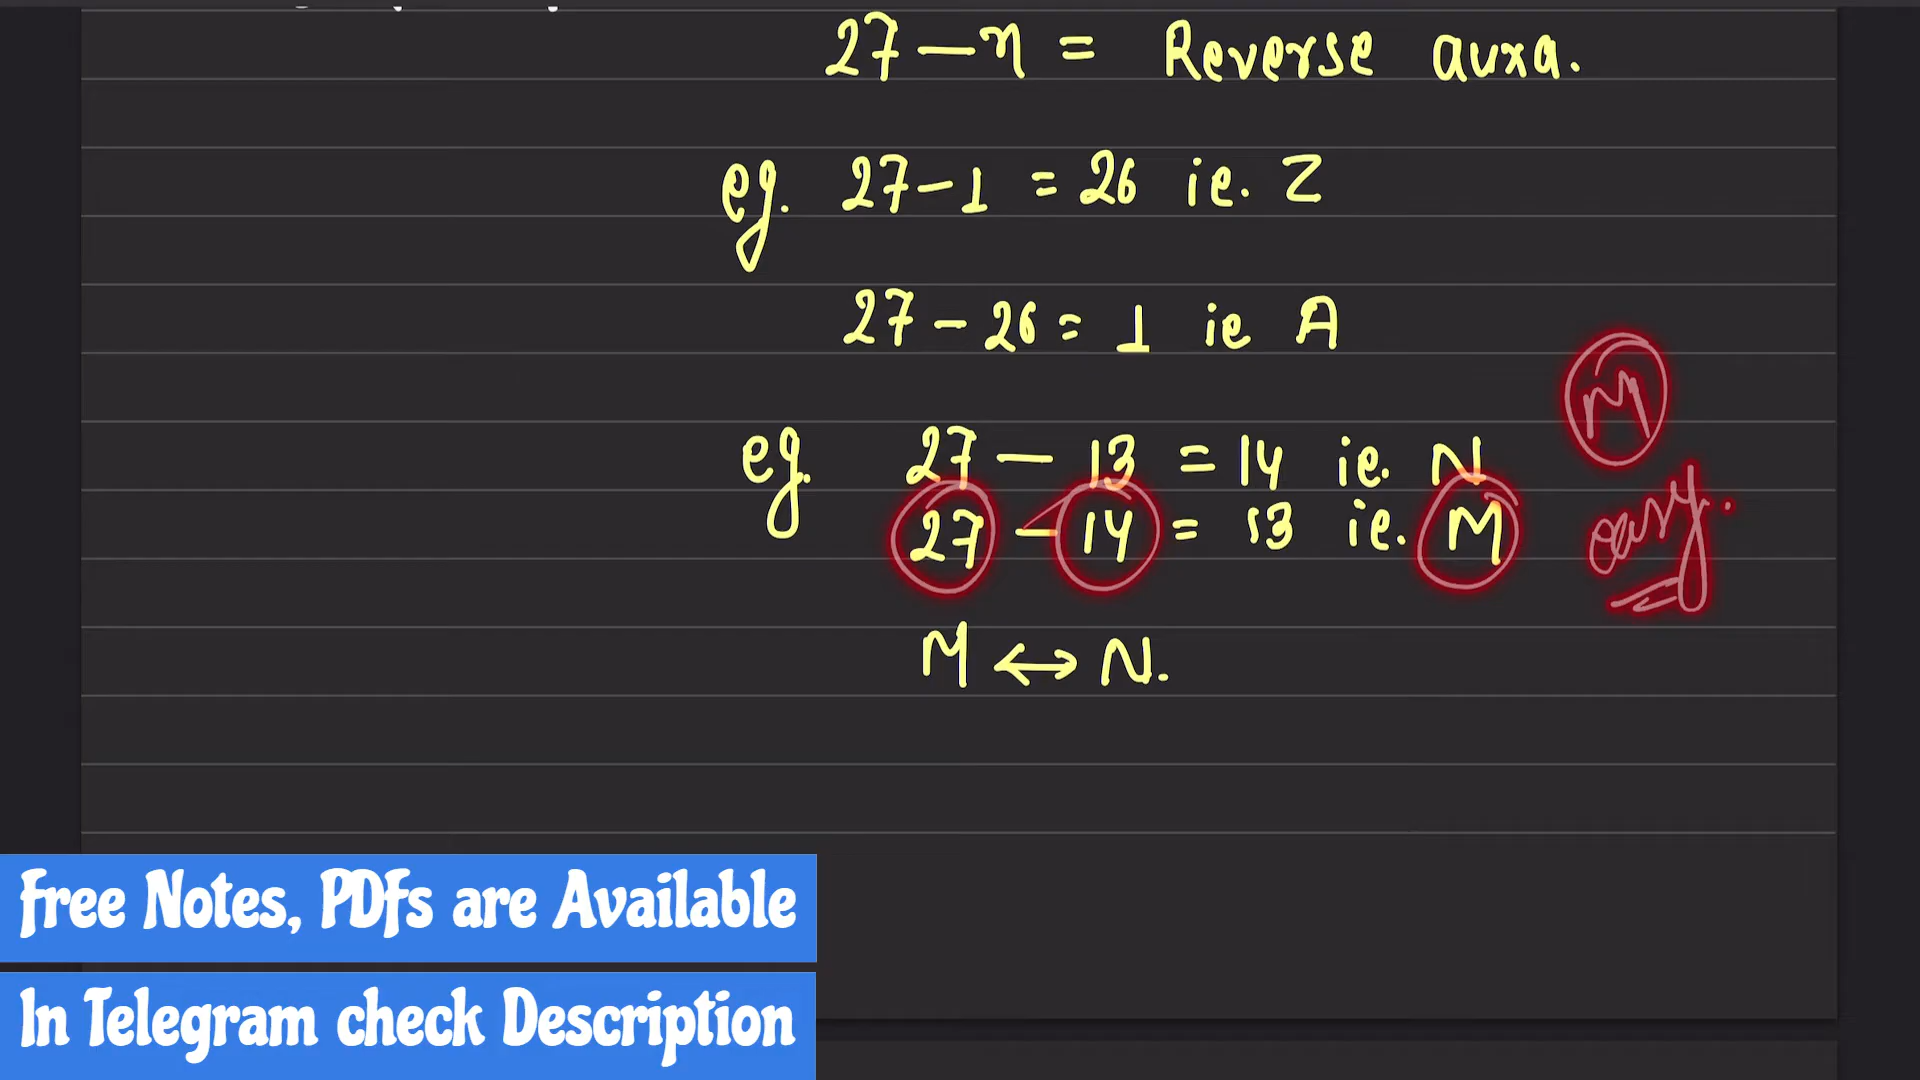 27 - n = Reverse auxa.
eg. 27 - 1 = 26 ie. Z
27 - 26 = 1 ie A
M
eg. 27 - 13 = 14 ie. N
27 - 14 = 13 ie. M easy.
M ↔ N.
Free Notes, PDFs are Available
In Telegram check Description